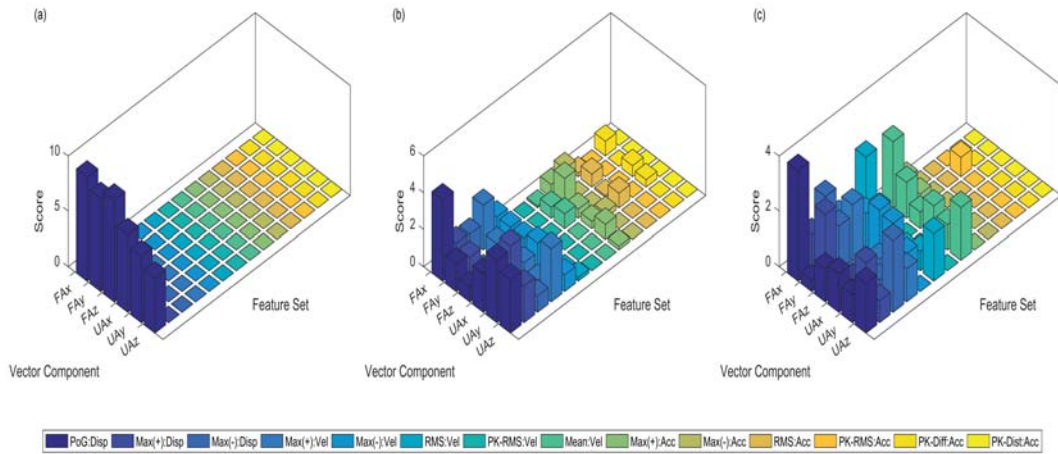 (a)
10
5
0
Score
FAx
FAy
FAz
UAx
UAy
UAz
Vector Component
Feature Set
(b)
6
4
2
0
Score
FAx
FAy
FAz
UAx
UAy
UAz
Vector Component
Feature Set
(c)
4
2
0
Score
FAx
FAy
FAz
UAx
UAy
UAz
Vector Component
Feature Set
PoG:Disp Max(+):Disp Max(-):Disp Max(+):Vel Max(-):Vel RMS:Vel PK-RMS:Vel Mean:Vel Max(+):Acc Max(-):Acc RMS:Acc PK-RMS:Acc PK-Diff:Acc PK-Dist:Acc